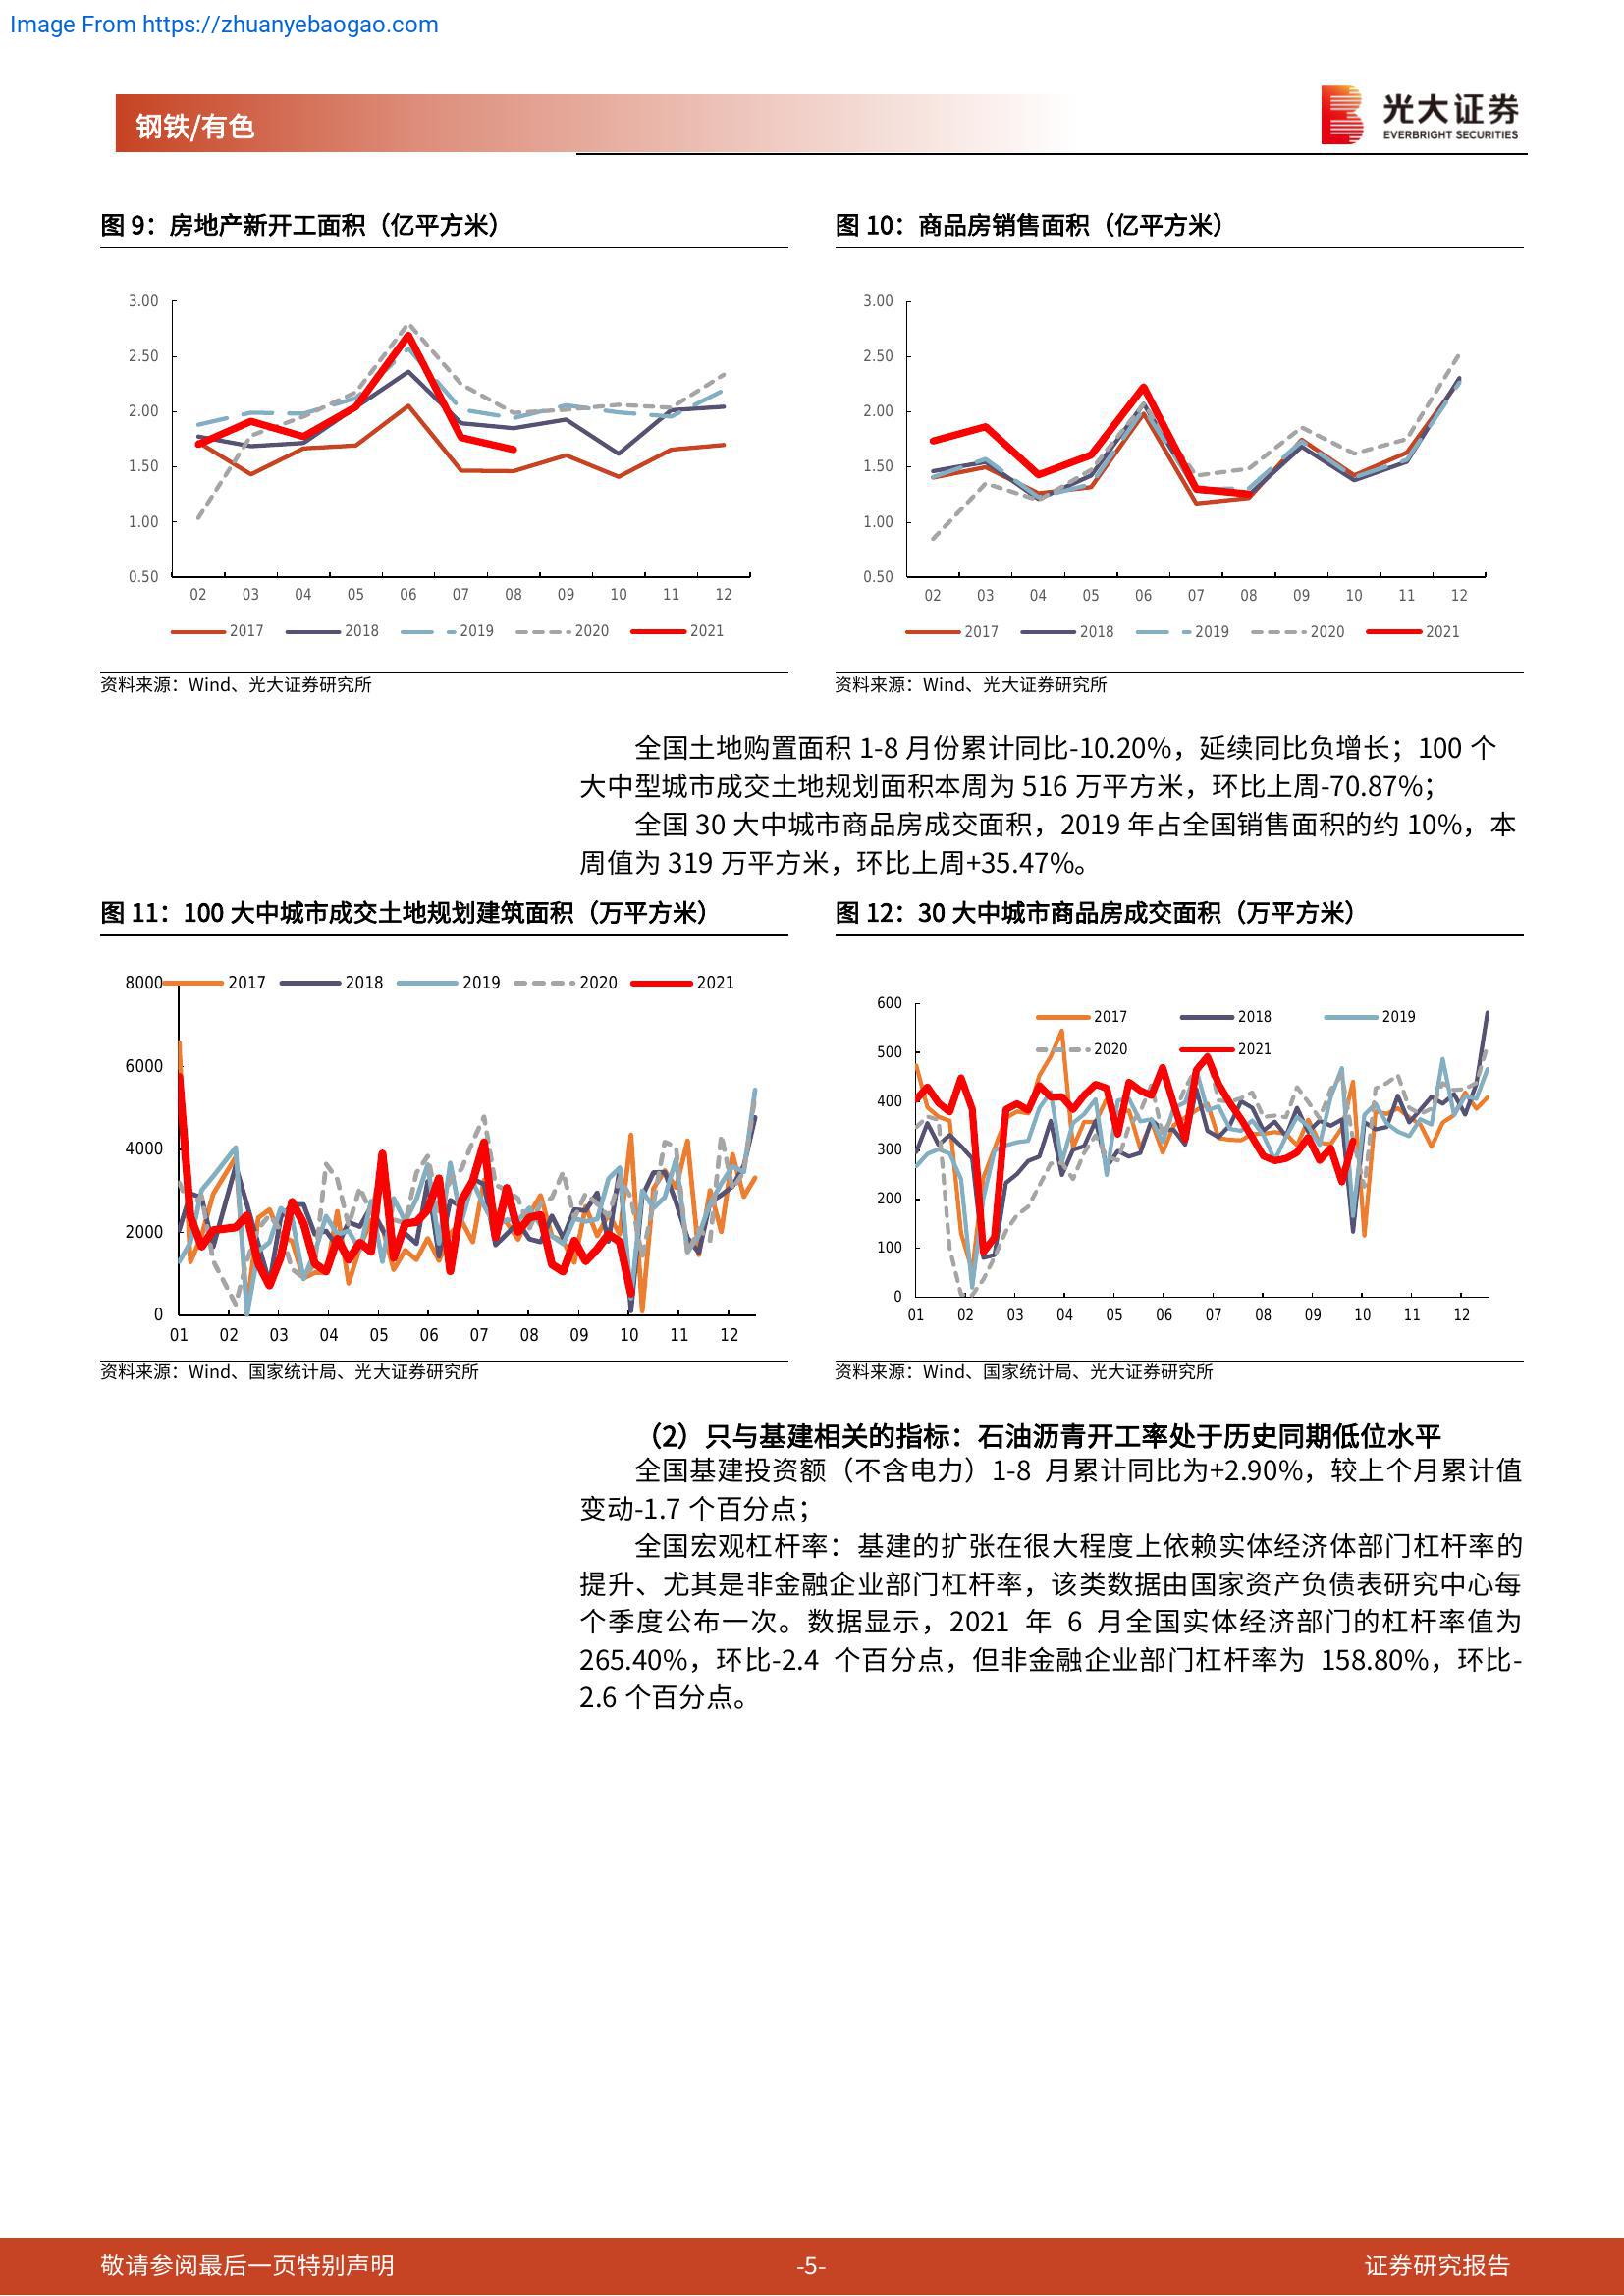 Image From https://zhuanyebaogao.com
钢铁/有色
光大证券
EVERBRIGHT SECURITIES
图 9：房地产新开工面积（亿平方米）
3.00
2.50
2.00
1.50
1.00
0.50
02 03 04 05 06 07 08 09 10 11 12
2017 2018 2019 2020 2021
资料来源：Wind、光大证券研究所
图 10：商品房销售面积（亿平方米）
3.00
2.50
2.00
1.50
1.00
0.50
02 03 04 05 06 07 08 09 10 11 12
2017 2018 2019 2020 2021
资料来源：Wind、光大证券研究所
全国土地购置面积 1-8 月份累计同比-10.20%，延续同比负增长；100 个
大中型城市成交土地规划面积本周为 516 万平方米，环比上周-70.87%；
全国 30 大中城市商品房成交面积，2019 年占全国销售面积的约 10%，本
周值为 319 万平方米，环比上周+35.47%。
图 11：100 大中城市成交土地规划建筑面积（万平方米）
8000 2017 2018 2019 2020 2021
6000
4000
2000
0
01 02 03 04 05 06 07 08 09 10 11 12
资料来源：Wind、国家统计局、光大证券研究所
图 12：30 大中城市商品房成交面积（万平方米）
600
2017 2018 2019
500
2020 2021
400
300
200
100
0
01 02 03 04 05 06 07 08 09 10 11 12
资料来源：Wind、国家统计局、光大证券研究所
（2）只与基建相关的指标：石油沥青开工率处于历史同期低位水平
全国基建投资额（不含电力）1-8 月累计同比为+2.90%，较上个月累计值
变动-1.7 个百分点；
全国宏观杠杆率：基建的扩张在很大程度上依赖实体经济体部门杠杆率的
提升、尤其是非金融企业部门杠杆率，该类数据由国家资产负债表研究中心每
个季度公布一次。数据显示，2021 年 6 月全国实体经济部门的杠杆率值为
265.40%，环比-2.4 个百分点，但非金融企业部门杠杆率为 158.80%，环比-
2.6 个百分点。
敬请参阅最后一页特别声明
-5-
证券研究报告